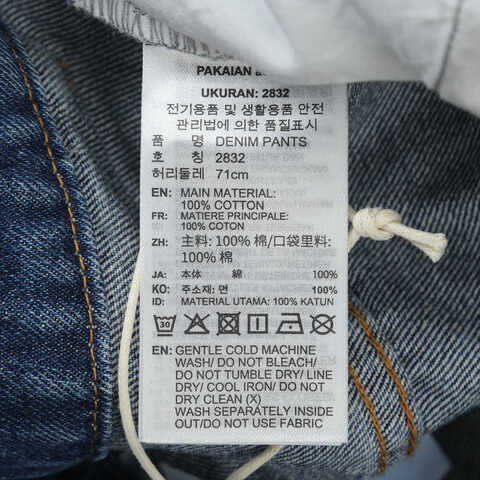 PAKAIAN
UKURAN: 2832
전기용품 및 생활용품 안전
관리법에 의한 품질표시
품 명 DENIM PANTS
호 칭 2832
허리둘레 71cm
EN: MAIN MATERIAL:
100% COTTON
FR: MATIERE PRINCIPALE:
100% COTON
ZH: 主料: 100% 棉/口袋里料:
100% 棉
JA: 本体 綿 100%
KO: 주소재: 면 100%
ID: MATERIAL UTAMA: 100% KATUN
30
EN: GENTLE COLD MACHINE
WASH/ DO NOT BLEACH/
DO NOT TUMBLE DRY/ LINE
DRY/ COOL IRON/ DO NOT
DRY CLEAN (X)
WASH SEPARATELY INSIDE
OUT/DO NOT USE FABRIC